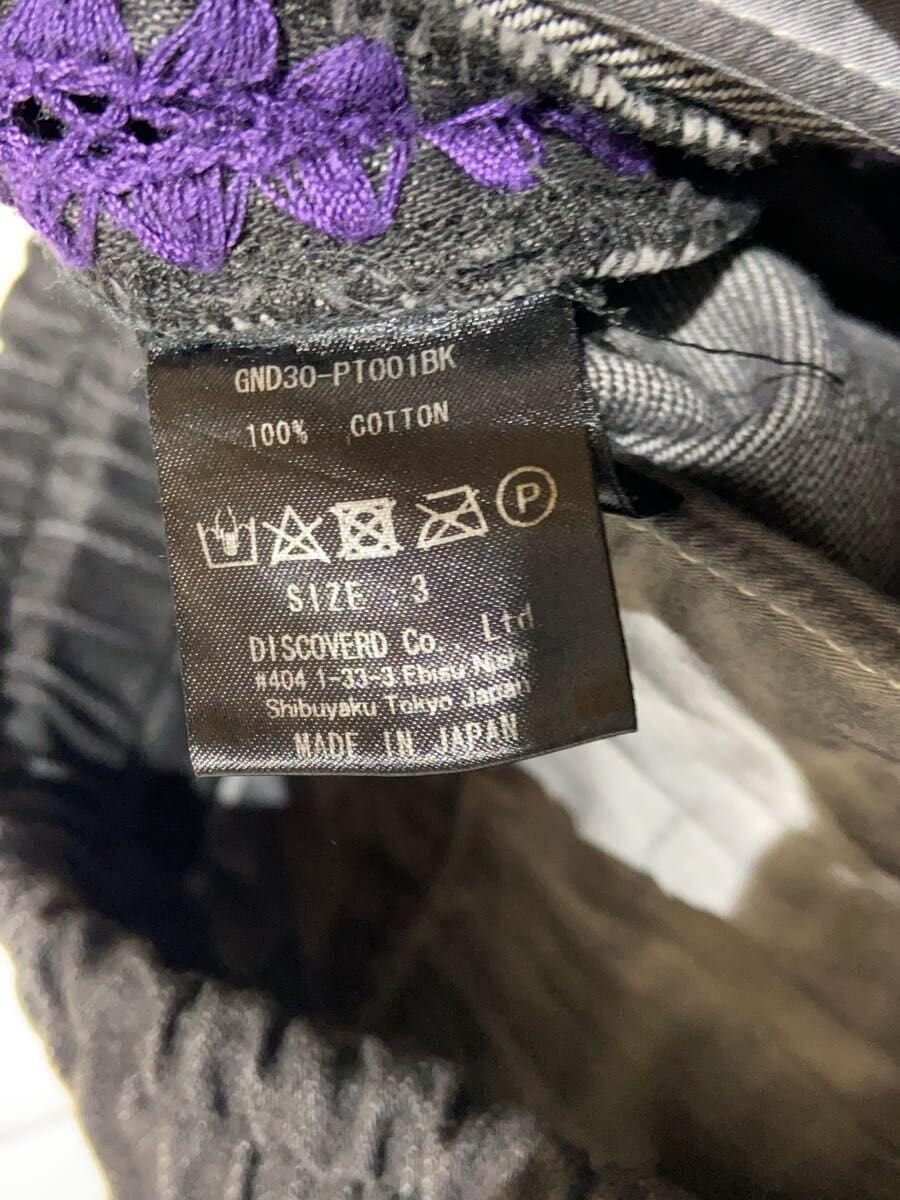 GND30-PT001BK
100% COTTON
P
SIZE : 3
DISCOVERD Co., Ltd
#404 1-33-3 Ebisu Nishi
Shibuyaku Tokyo Japan
MADE IN JAPAN